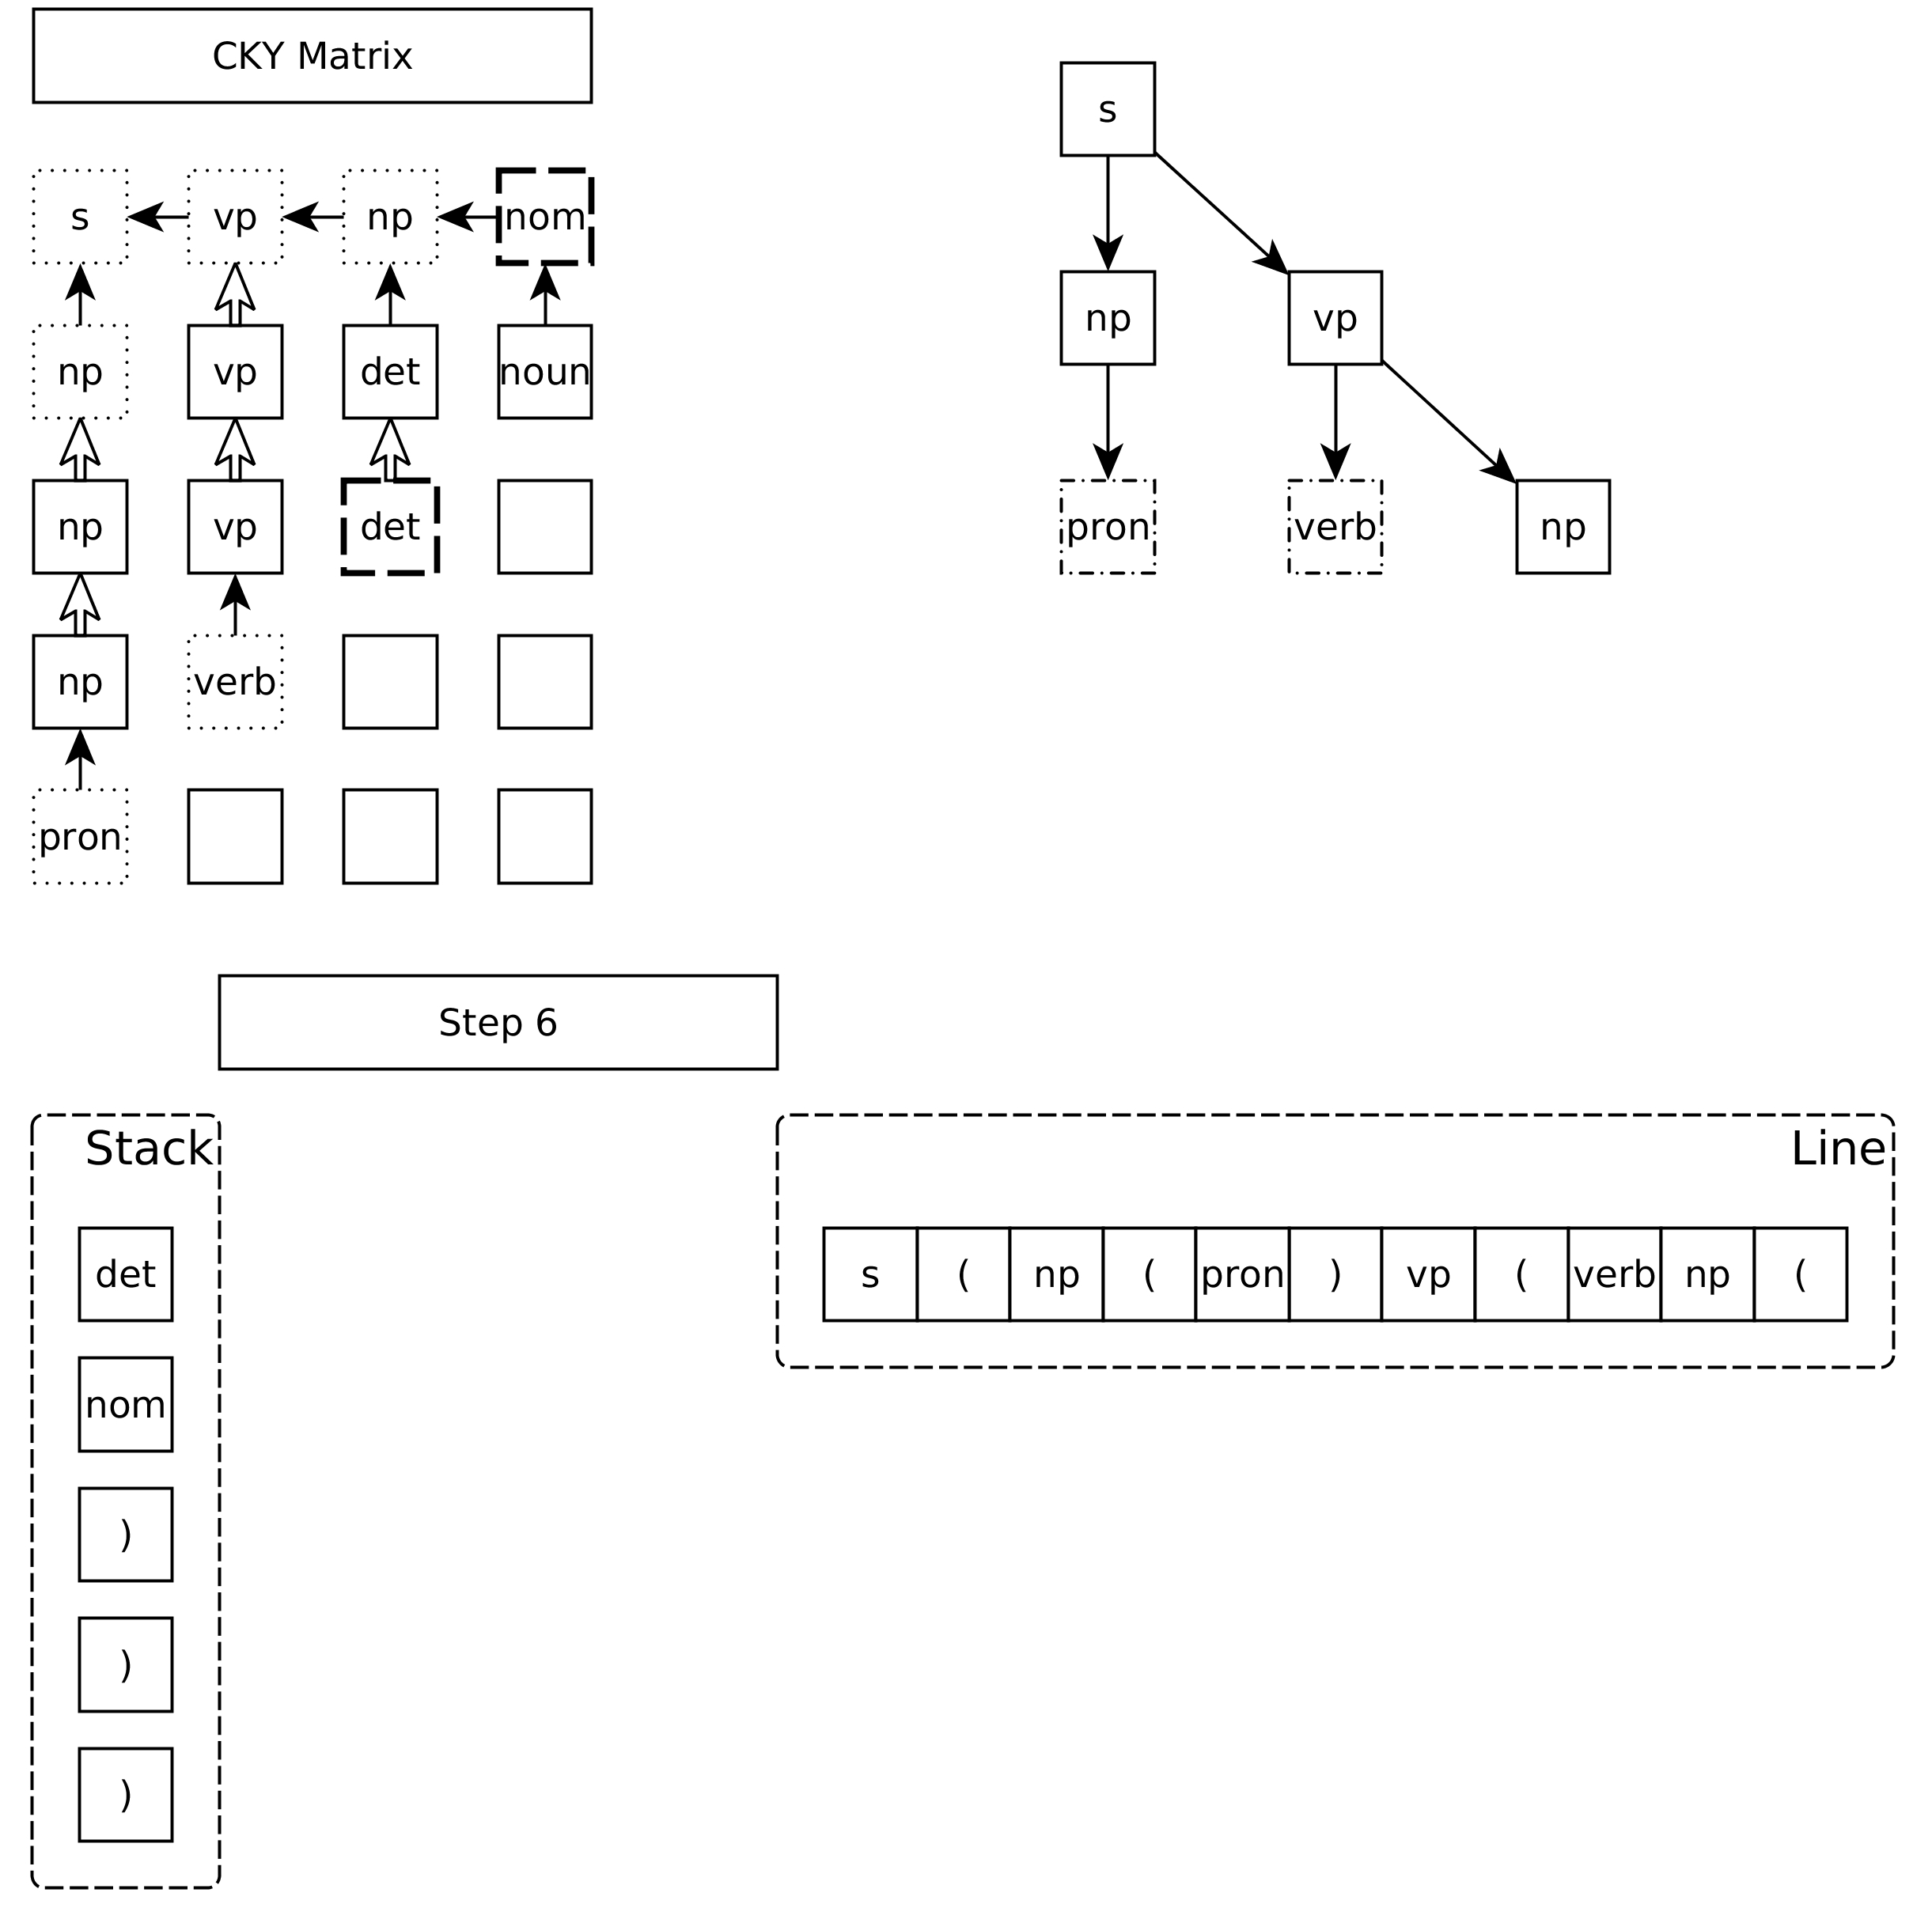 CKY Matrix
s vp np nom
np vp det noun
np vp det
np verb
pron
s
np vp
pron verb np
Step 6
Stack
det
nom
)
)
)
Line
s ( np ( pron ) vp ( verb np (